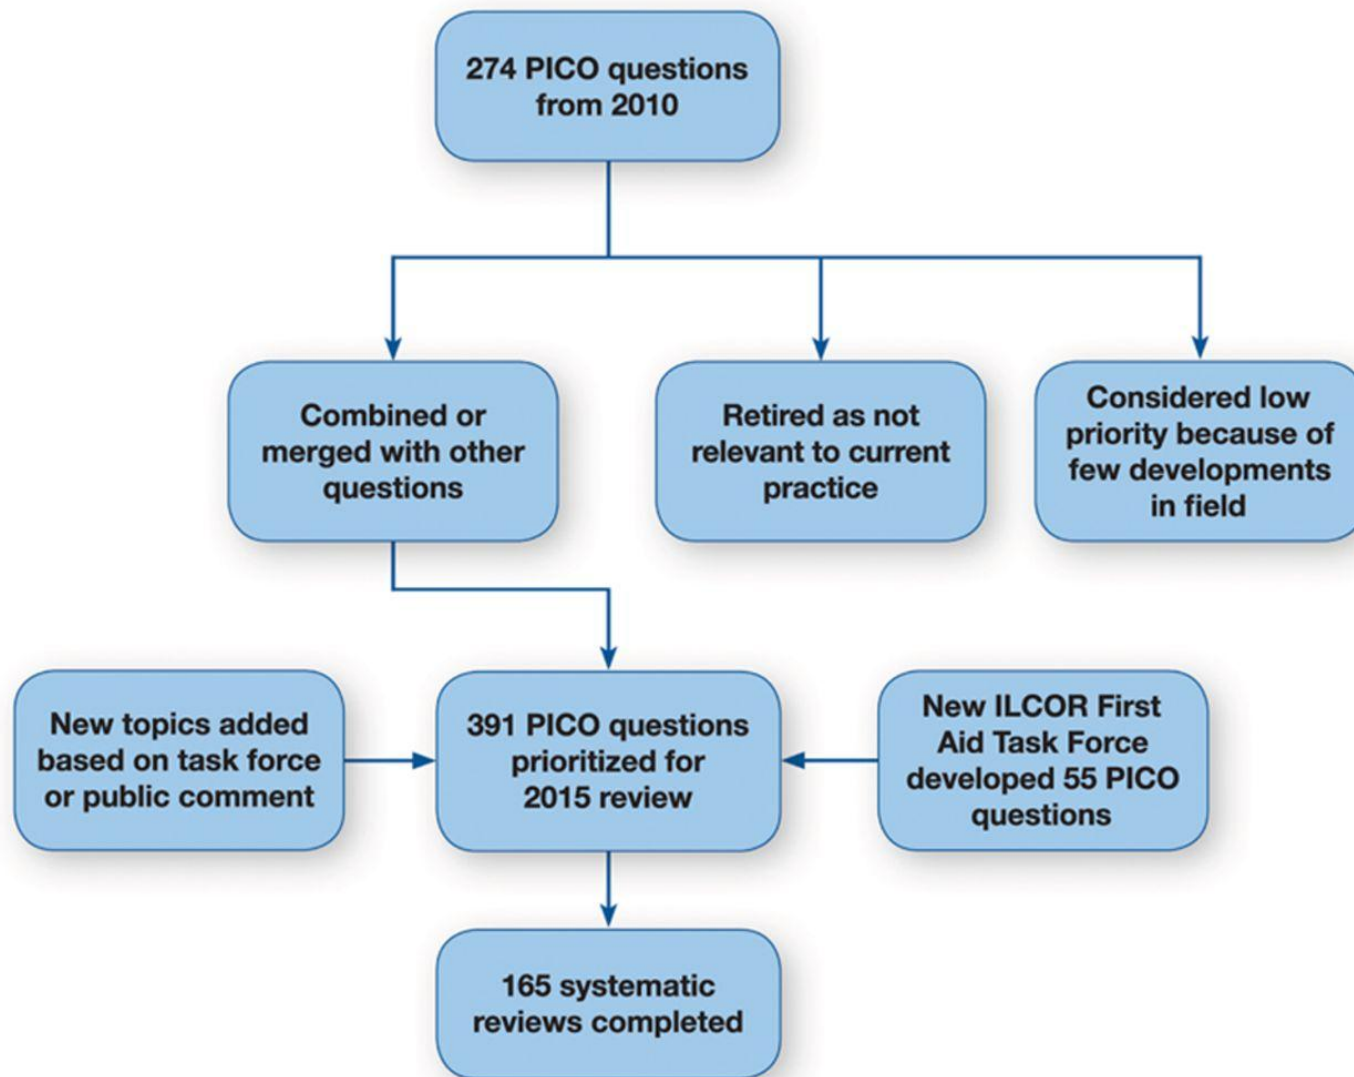 274 PICO questions
from 2010
Combined or
merged with other
questions
Retired as not
relevant to current
practice
Considered low
priority because of
few developments
in field
New topics added
based on task force
or public comment
391 PICO questions
prioritized for
2015 review
New ILCOR First
Aid Task Force
developed 55 PICO
questions
165 systematic
reviews completed